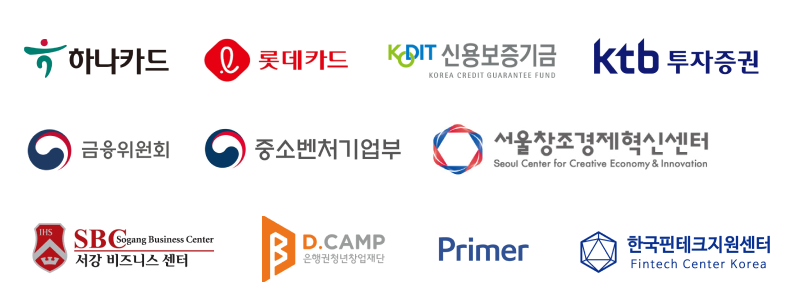 하나카드
롯데카드
KODIT 신용보증기금
KOREA CREDIT GUARANTEE FUND
ktb 투자증권
금융위원회
중소벤처기업부
서울창조경제혁신센터
Seoul Center for Creative Economy & Innovation
IHS
SBC Sogang Business Center
서강 비즈니스 센터
D.CAMP
은행권청년창업재단
Primer
한국핀테크지원센터
Fintech Center Korea